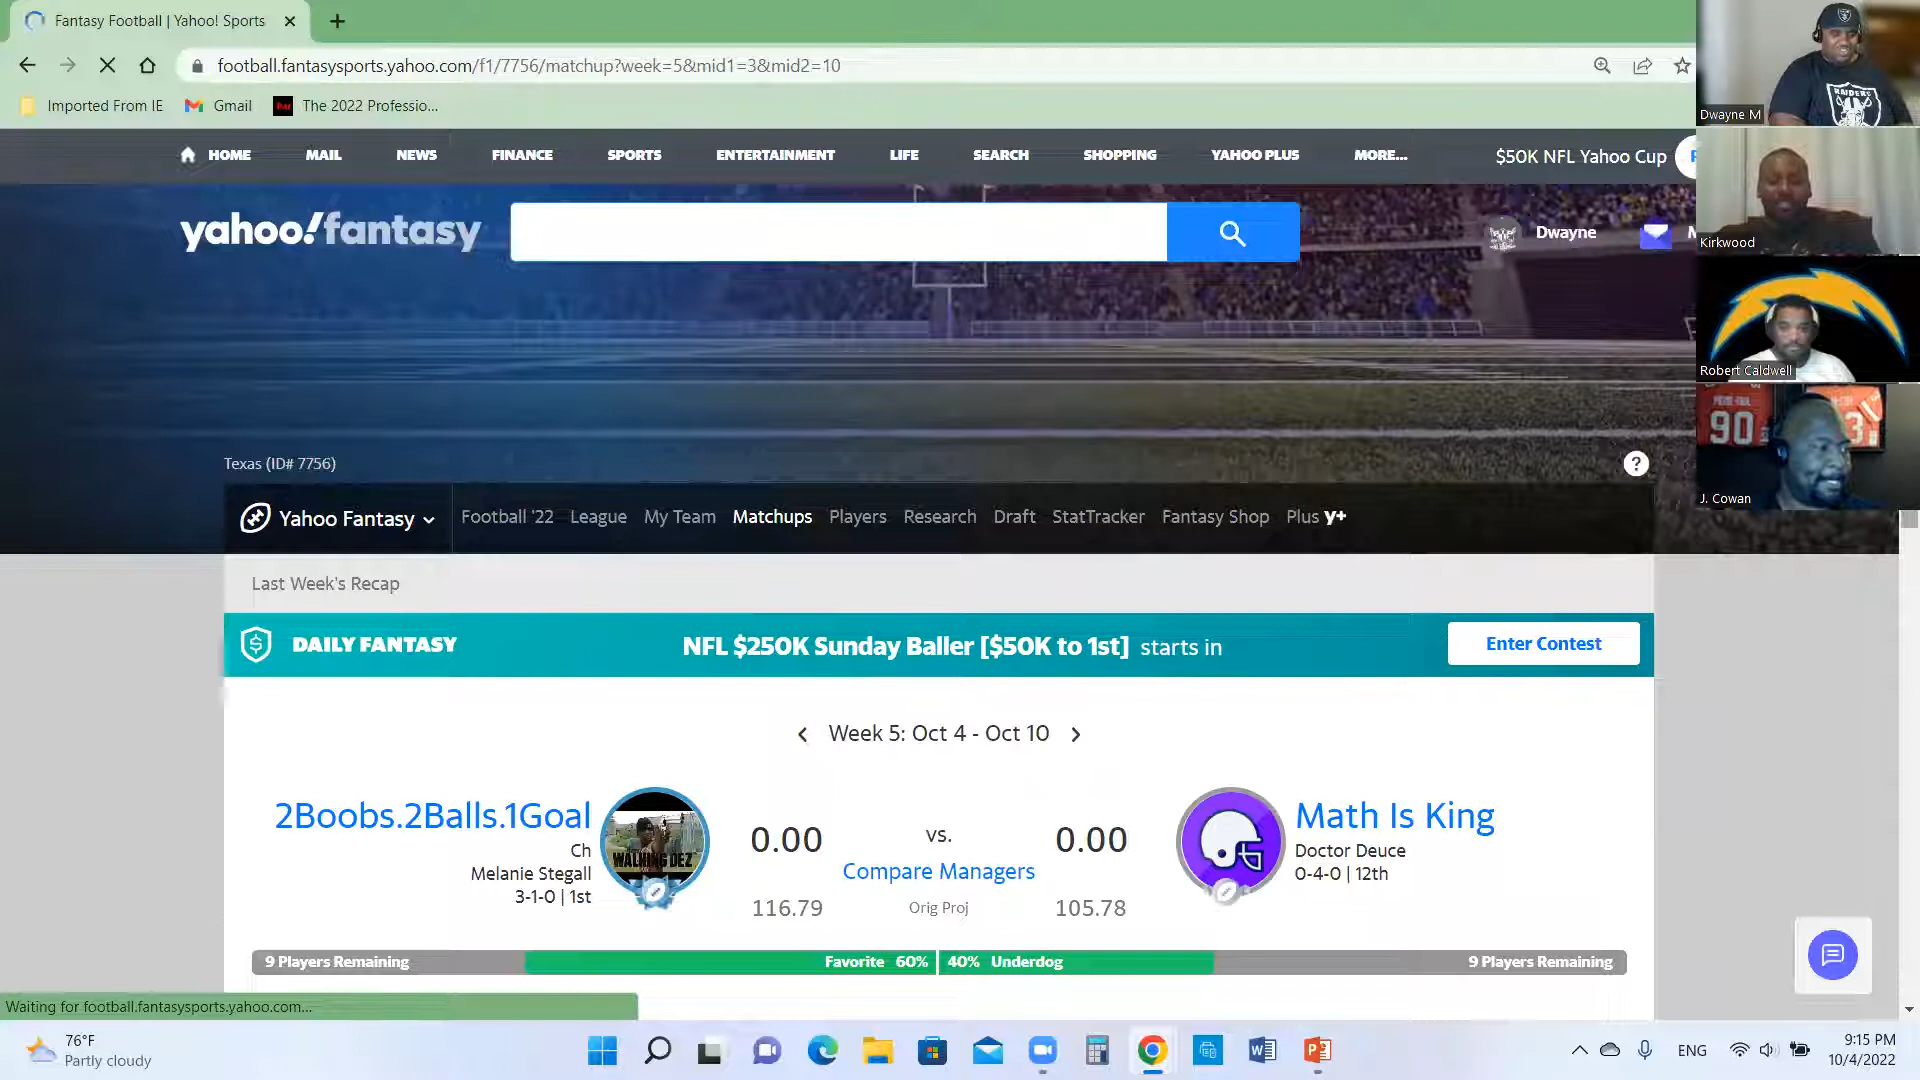 Fantasy Football | Yahoo! Sports
football.fantasysports.yahoo.com/f1/7756/matchup?week=5&mid1=3&mid2=10
Imported From IE
Gmail
The 2022 Professio...
HOME
MAIL
NEWS
FINANCE
SPORTS
ENTERTAINMENT
LIFE
SEARCH
SHOPPING
YAHOO PLUS
MORE...
$50K NFL Yahoo Cup
yahoo!fantasy
Dwayne
RAIDERS
Dwayne M
Kirkwood
Robert Caldwell
90
J. Cowan
Texas (ID# 7756)
?
Yahoo Fantasy
Football '22
League
My Team
Matchups
Players
Research
Draft
StatTracker
Fantasy Shop
Plus y+
Last Week's Recap
DAILY FANTASY
NFL $250K Sunday Baller [$50K to 1st] starts in
Enter Contest
Week 5: Oct 4 - Oct 10
2Boobs.2Balls.1Goal
Ch
Melanie Stegall
3-1-0 | 1st
WALKING DEZ
0.00
vs.
0.00
Compare Managers
116.79
Orig Proj
105.78
Math Is King
Doctor Deuce
0-4-0 | 12th
9 Players Remaining
Favorite 60%
40% Underdog
9 Players Remaining
Waiting for football.fantasysports.yahoo.com...
76°F
Partly cloudy
ENG
9:15 PM
10/4/2022